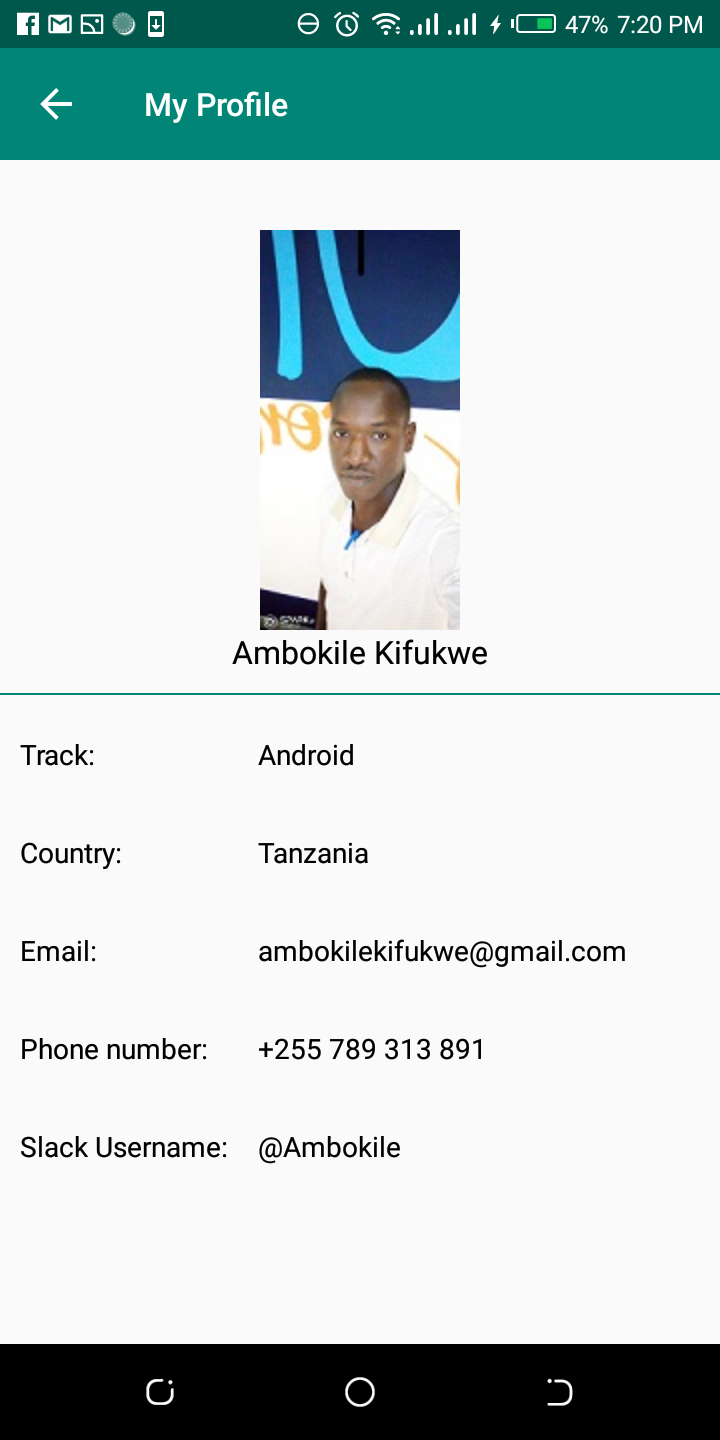 47% 7:20 PM
My Profile
Ambokile Kifukwe
Track: Android
Country: Tanzania
Email: ambokilekifukwe@gmail.com
Phone number: +255 789 313 891
Slack Username: @Ambokile